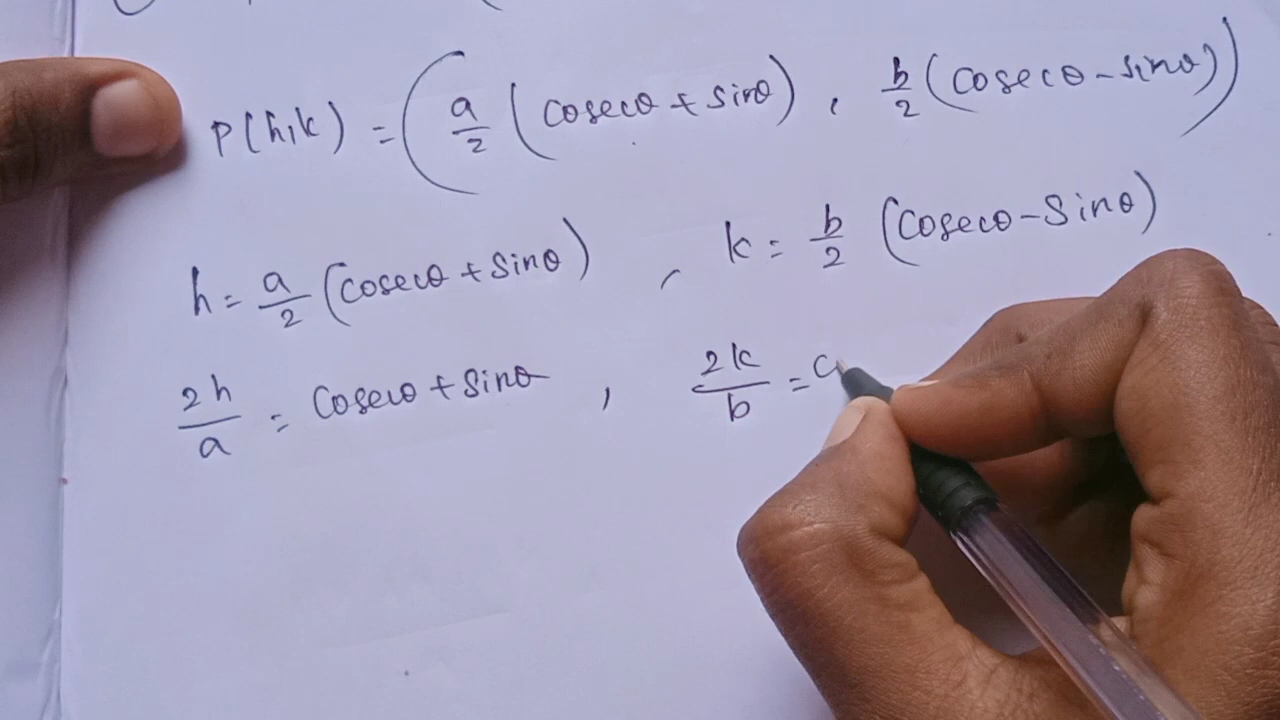 P(h,k) = (a/2 (cosecθ + sinθ), b/2 (cosecθ - sinθ))
h = a/2 (cosecθ + sinθ), k = b/2 (cosecθ - sinθ)
2h/a = cosecθ + sinθ, 2k/b = c